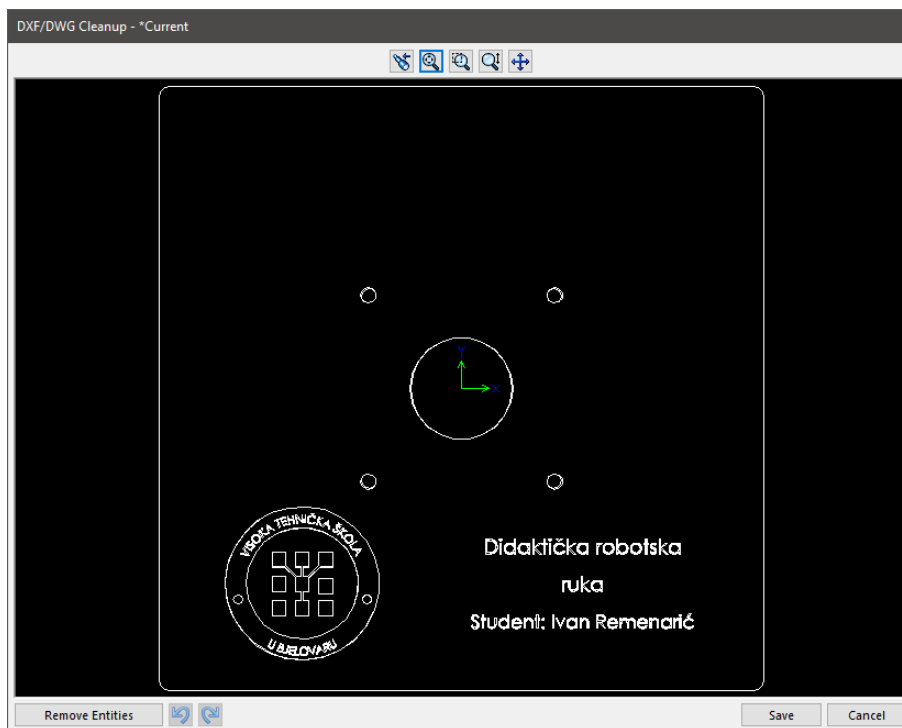 DXF/DWG Cleanup - *Current
Y
X
VISOKA TEHNIČKA ŠKOLA
U BJELOVARU
Didaktička robotska
ruka
Student: Ivan Remenarić
Remove Entities
Save
Cancel